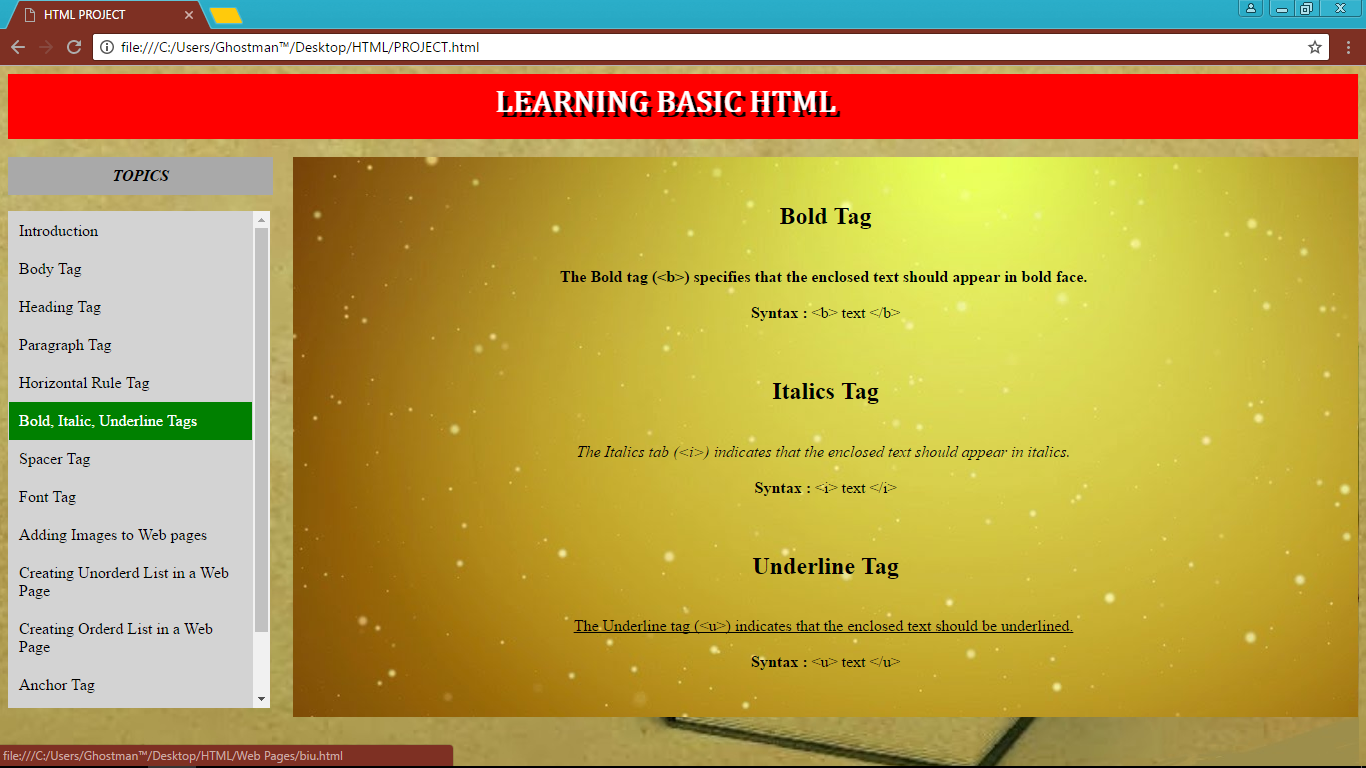 HTML PROJECT
file:///C:/Users/Ghostman™/Desktop/HTML/PROJECT.html
LEARNING BASIC HTML
TOPICS
Introduction
Body Tag
Heading Tag
Paragraph Tag
Horizontal Rule Tag
Bold, Italic, Underline Tags
Spacer Tag
Font Tag
Adding Images to Web pages
Creating Unorderd List in a Web
Page
Creating Orderd List in a Web
Page
Anchor Tag
Bold Tag
The Bold tag (<b>) specifies that the enclosed text should appear in bold face.
Syntax : <b> text </b>
Italics Tag
The Italics tab (<i>) indicates that the enclosed text should appear in italics.
Syntax : <i> text </i>
Underline Tag
The Underline tag (<u>) indicates that the enclosed text should be underlined.
Syntax : <u> text </u>
file:///C:/Users/Ghostman™/Desktop/HTML/Web Pages/biu.html